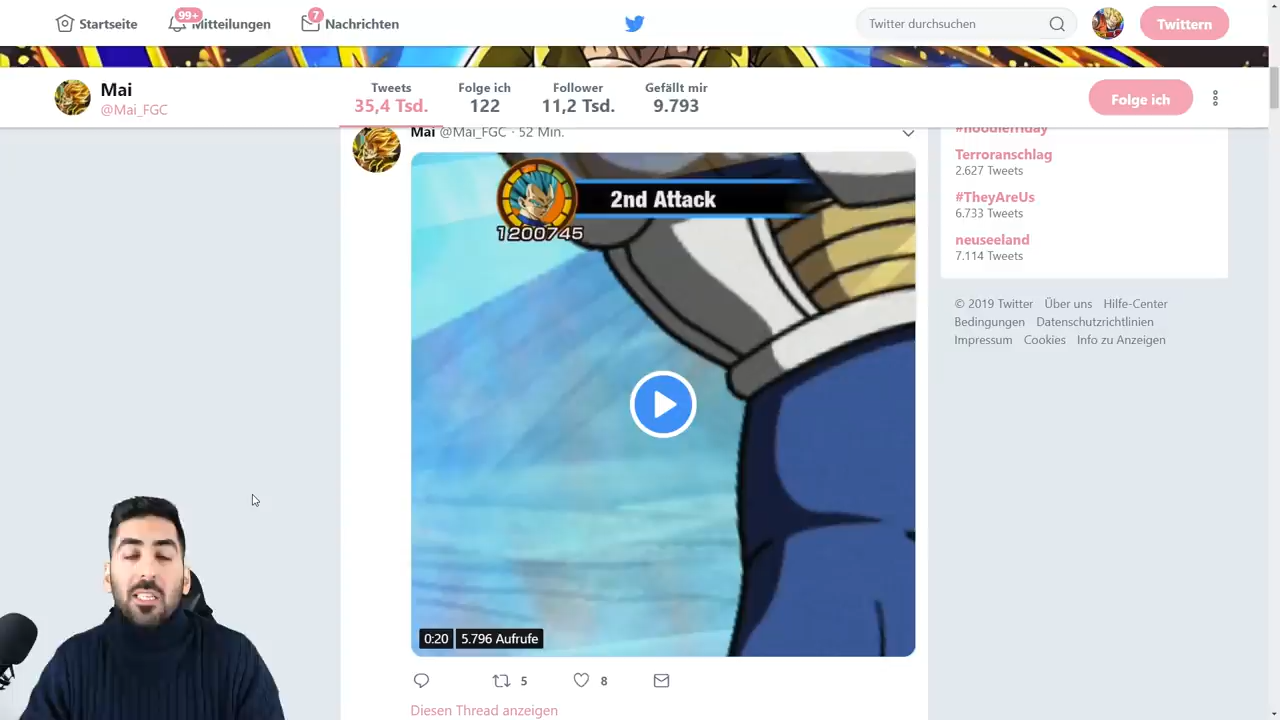 Startseite
99+
Mitteilungen
7
Nachrichten
Twitter durchsuchen
Twittern
Mai
@Mai_FGC
Tweets
35,4 Tsd.
Folge ich
122
Follower
11,2 Tsd.
Gefällt mir
9.793
Folge ich
Mai @Mai_FGC · 52 Min.
2nd Attack
1200745
0:20
5.796 Aufrufe
5
8
Diesen Thread anzeigen
#hoodiefriday
Terroranschlag
2.627 Tweets
#TheyAreUs
6.733 Tweets
neuseeland
7.114 Tweets
© 2019 Twitter Über uns Hilfe-Center
Bedingungen Datenschutzrichtlinien
Impressum Cookies Info zu Anzeigen